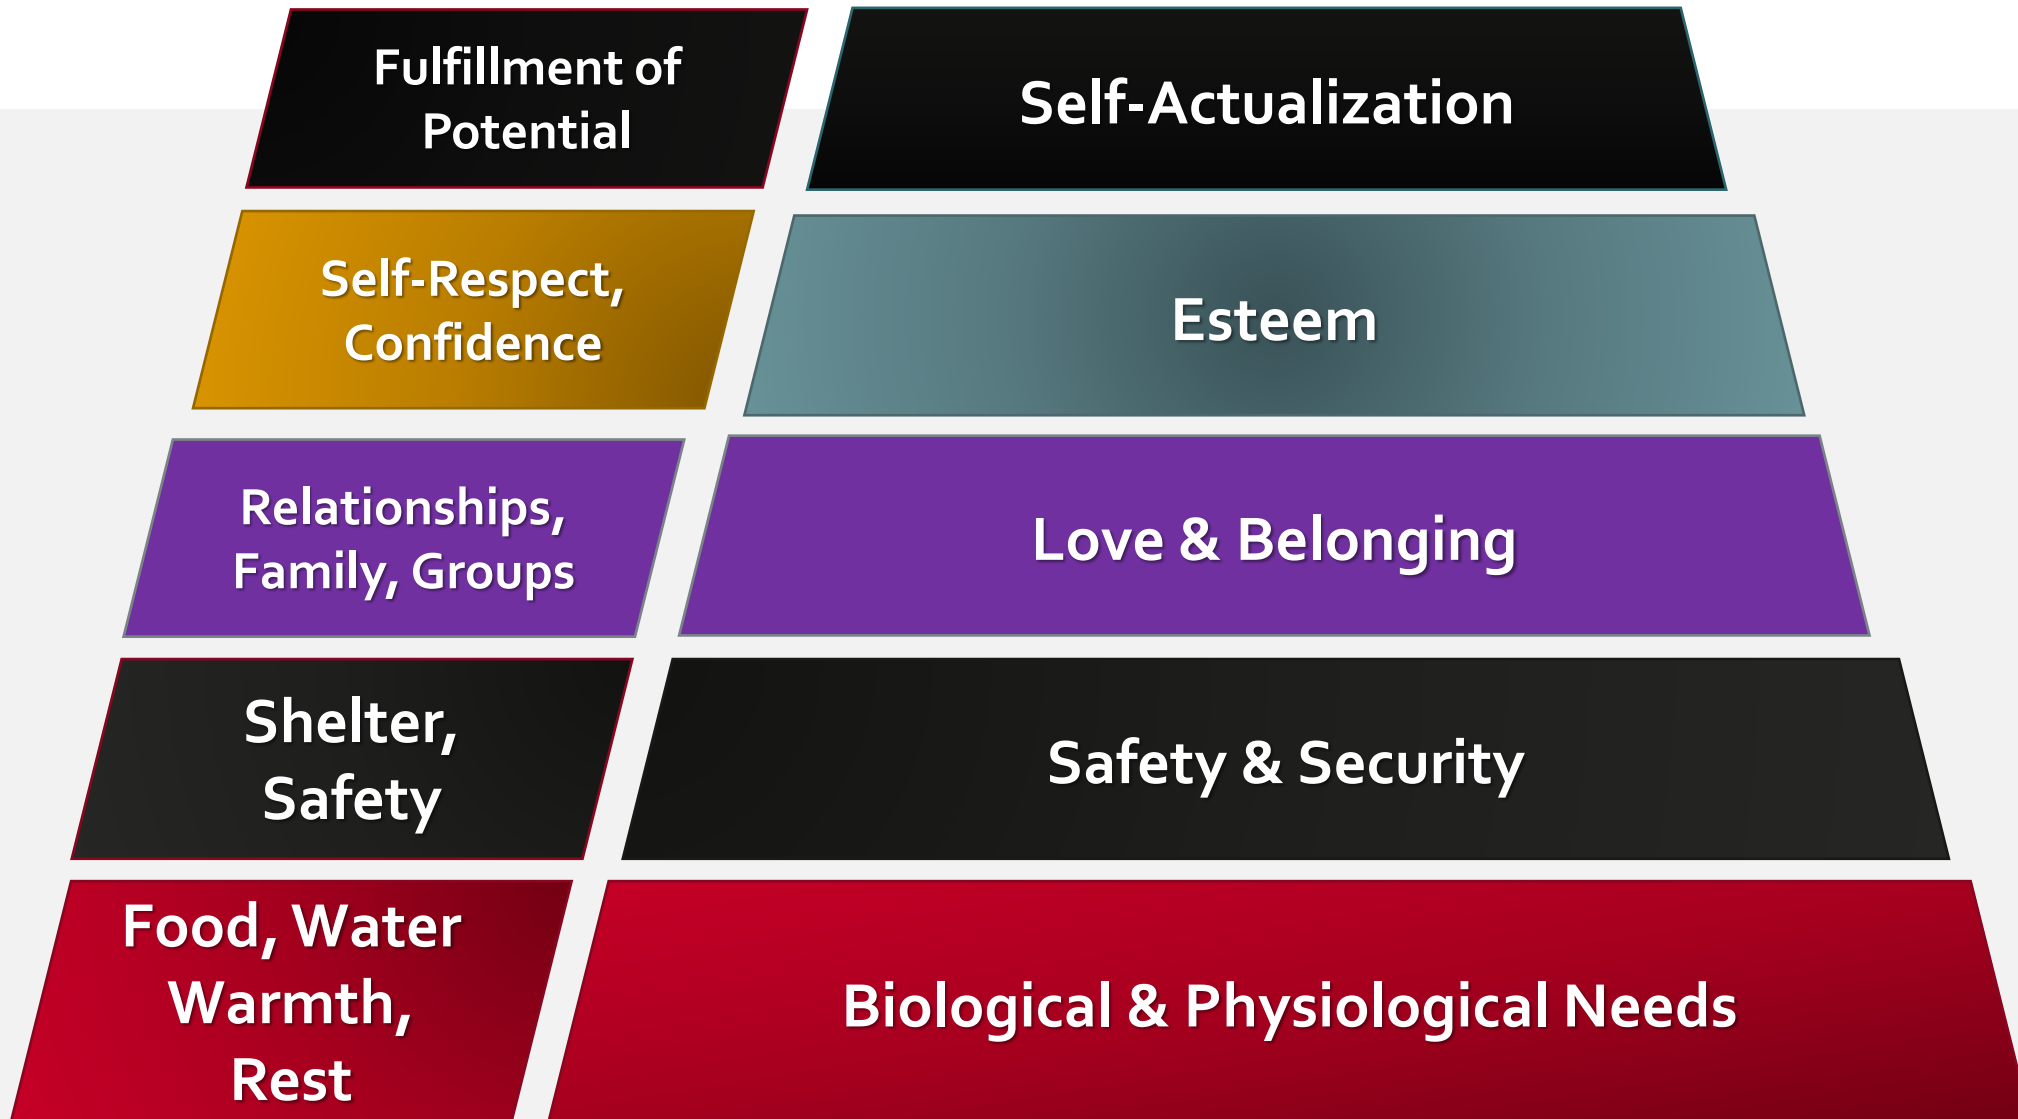 Fulfillment of
Potential
Self-Actualization
Self-Respect,
Confidence
Esteem
Relationships,
Family, Groups
Love & Belonging
Shelter,
Safety
Safety & Security
Food, Water
Warmth,
Rest
Biological & Physiological Needs